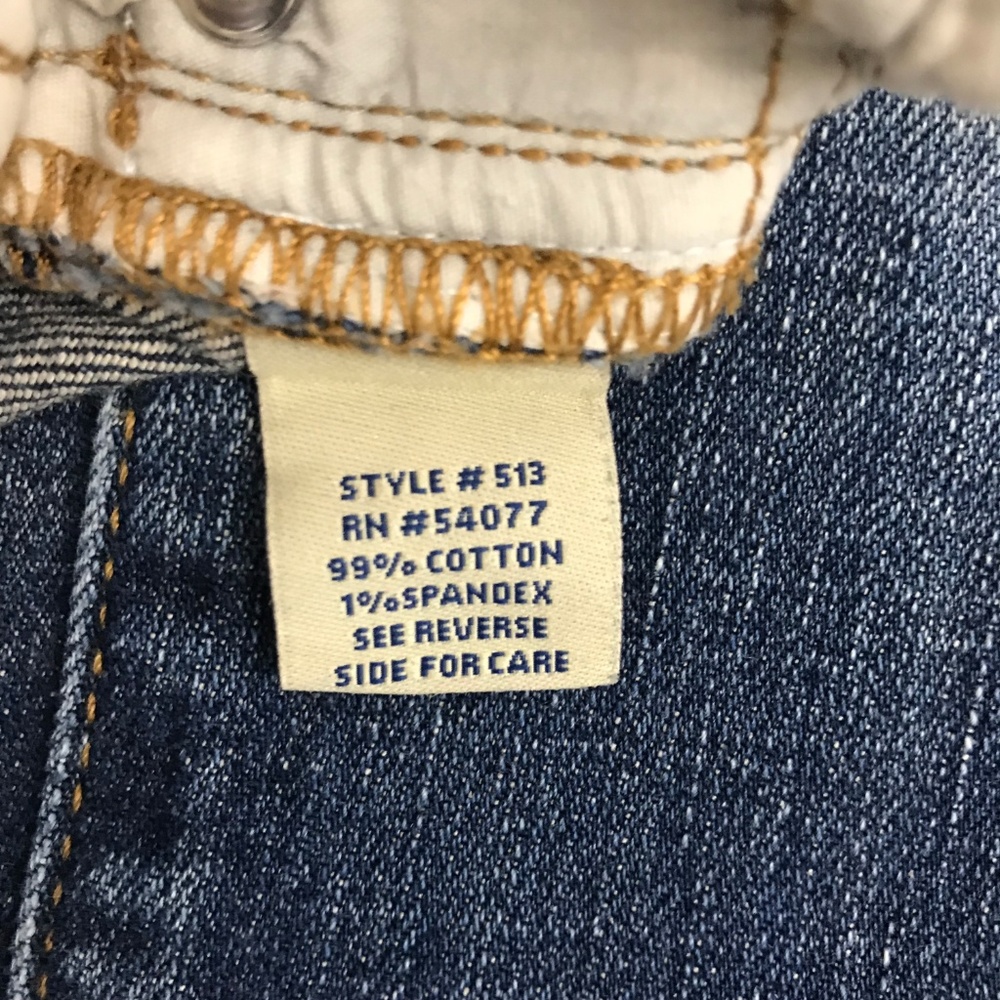 STYLE # 513
RN #54077
99% COTTON
1%SPANDEX
SEE REVERSE
SIDE FOR CARE